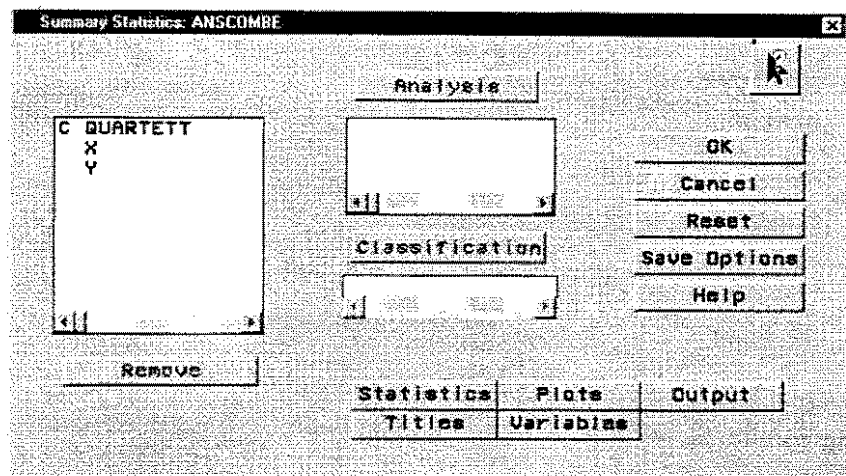 Summary Statistics: ANSCOMBE
Analysis
C QUARTETT
X
Y
OK
Cancel
Reset
Classification
Save Options
Help
Remove
Statistics Plots Output
Titles Variables